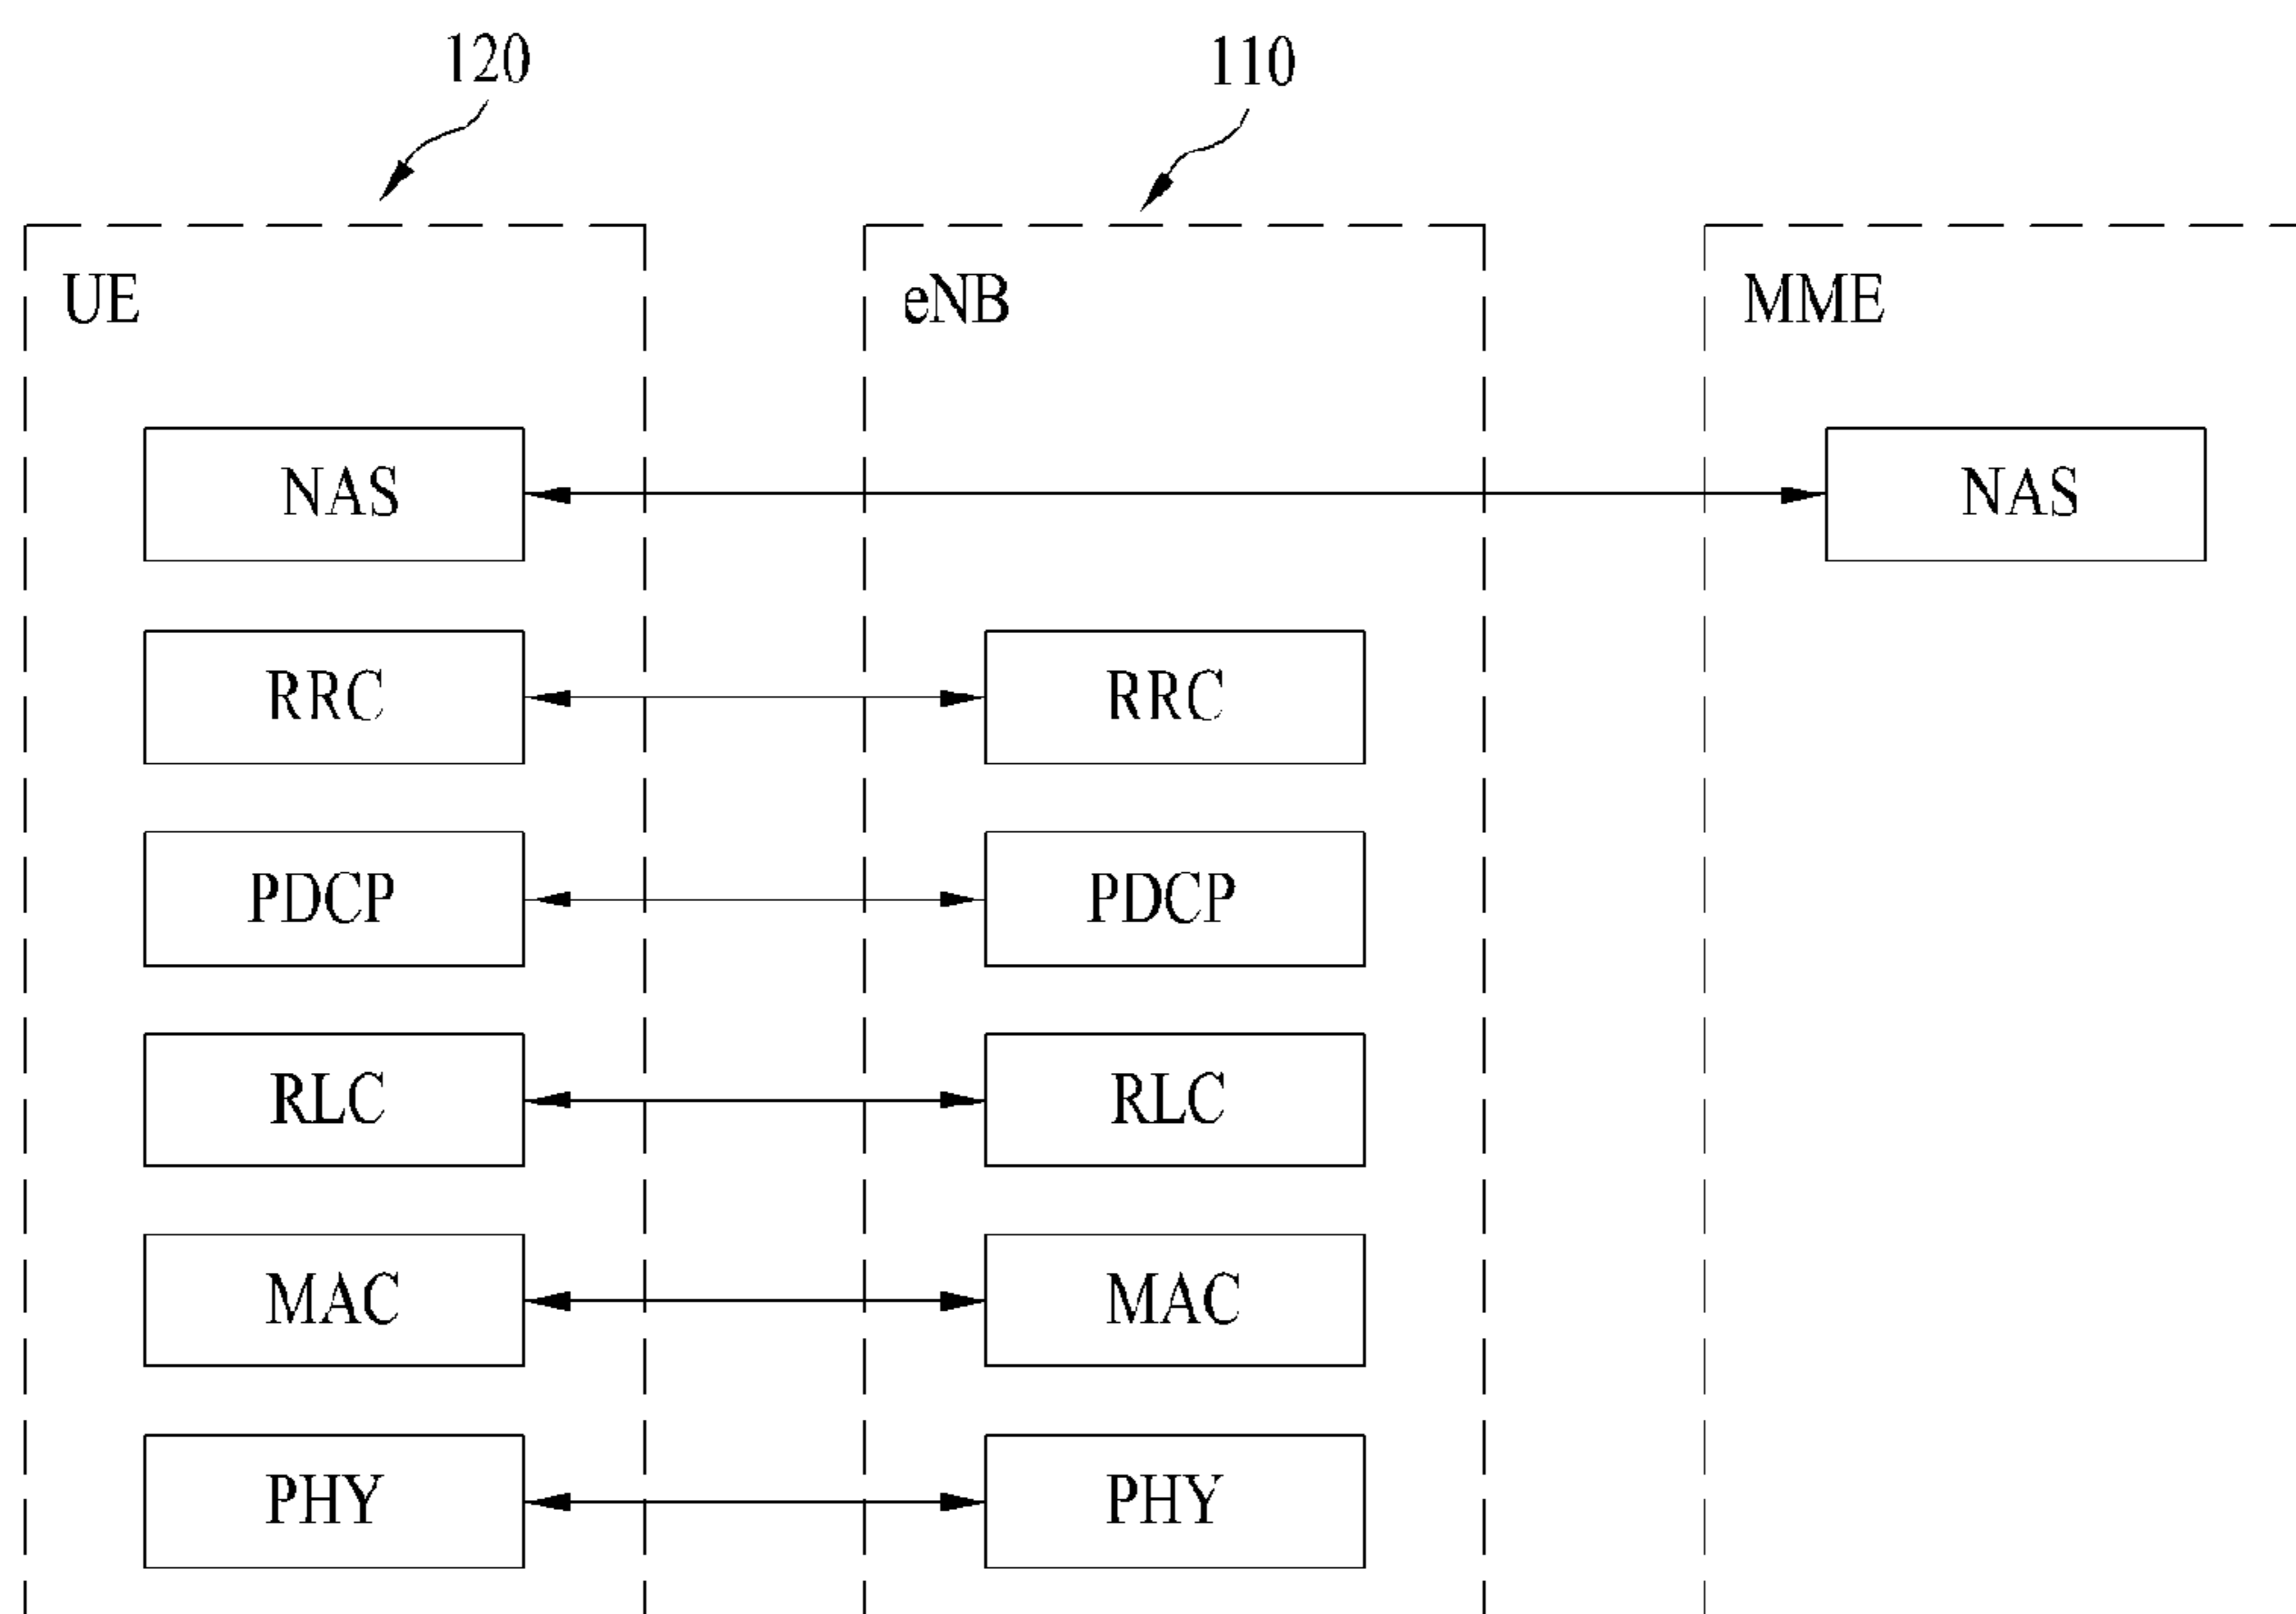 120
110
UE
eNB
MME
NAS
NAS
RRC
RRC
PDCP
PDCP
RLC
RLC
MAC
MAC
PHY
PHY